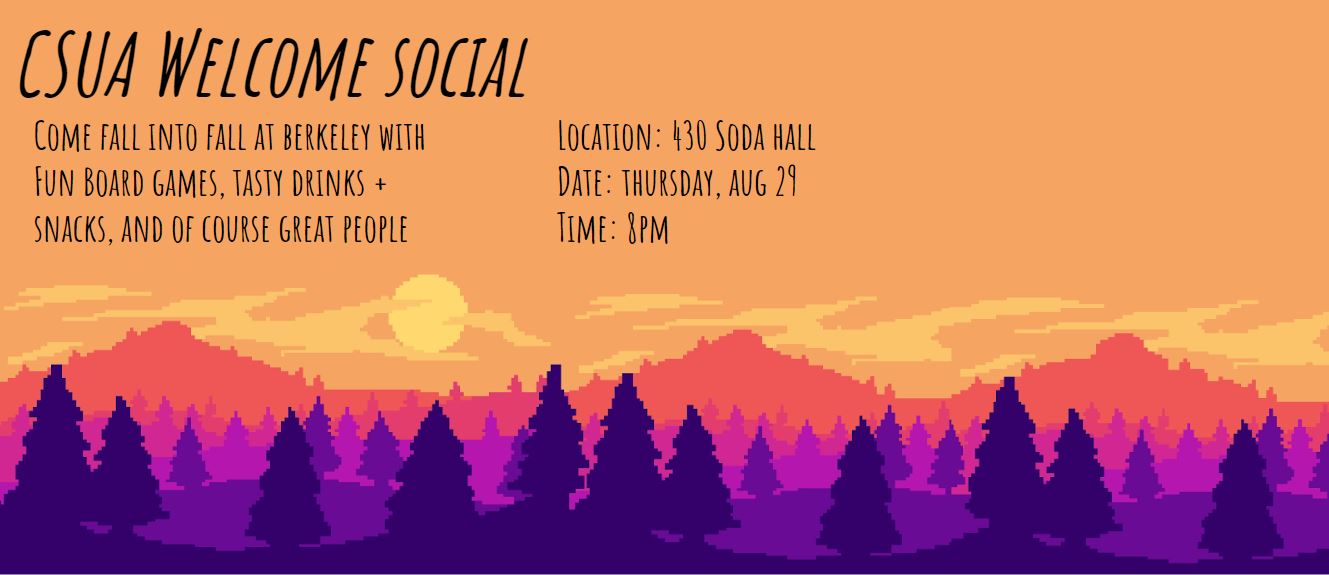 CSUA Welcome social
Come fall into fall at Berkeley with
Fun Board games, tasty drinks +
snacks, and of course great people
Location: 430 Soda hall
Date: thursday, aug 29
Time: 8pm